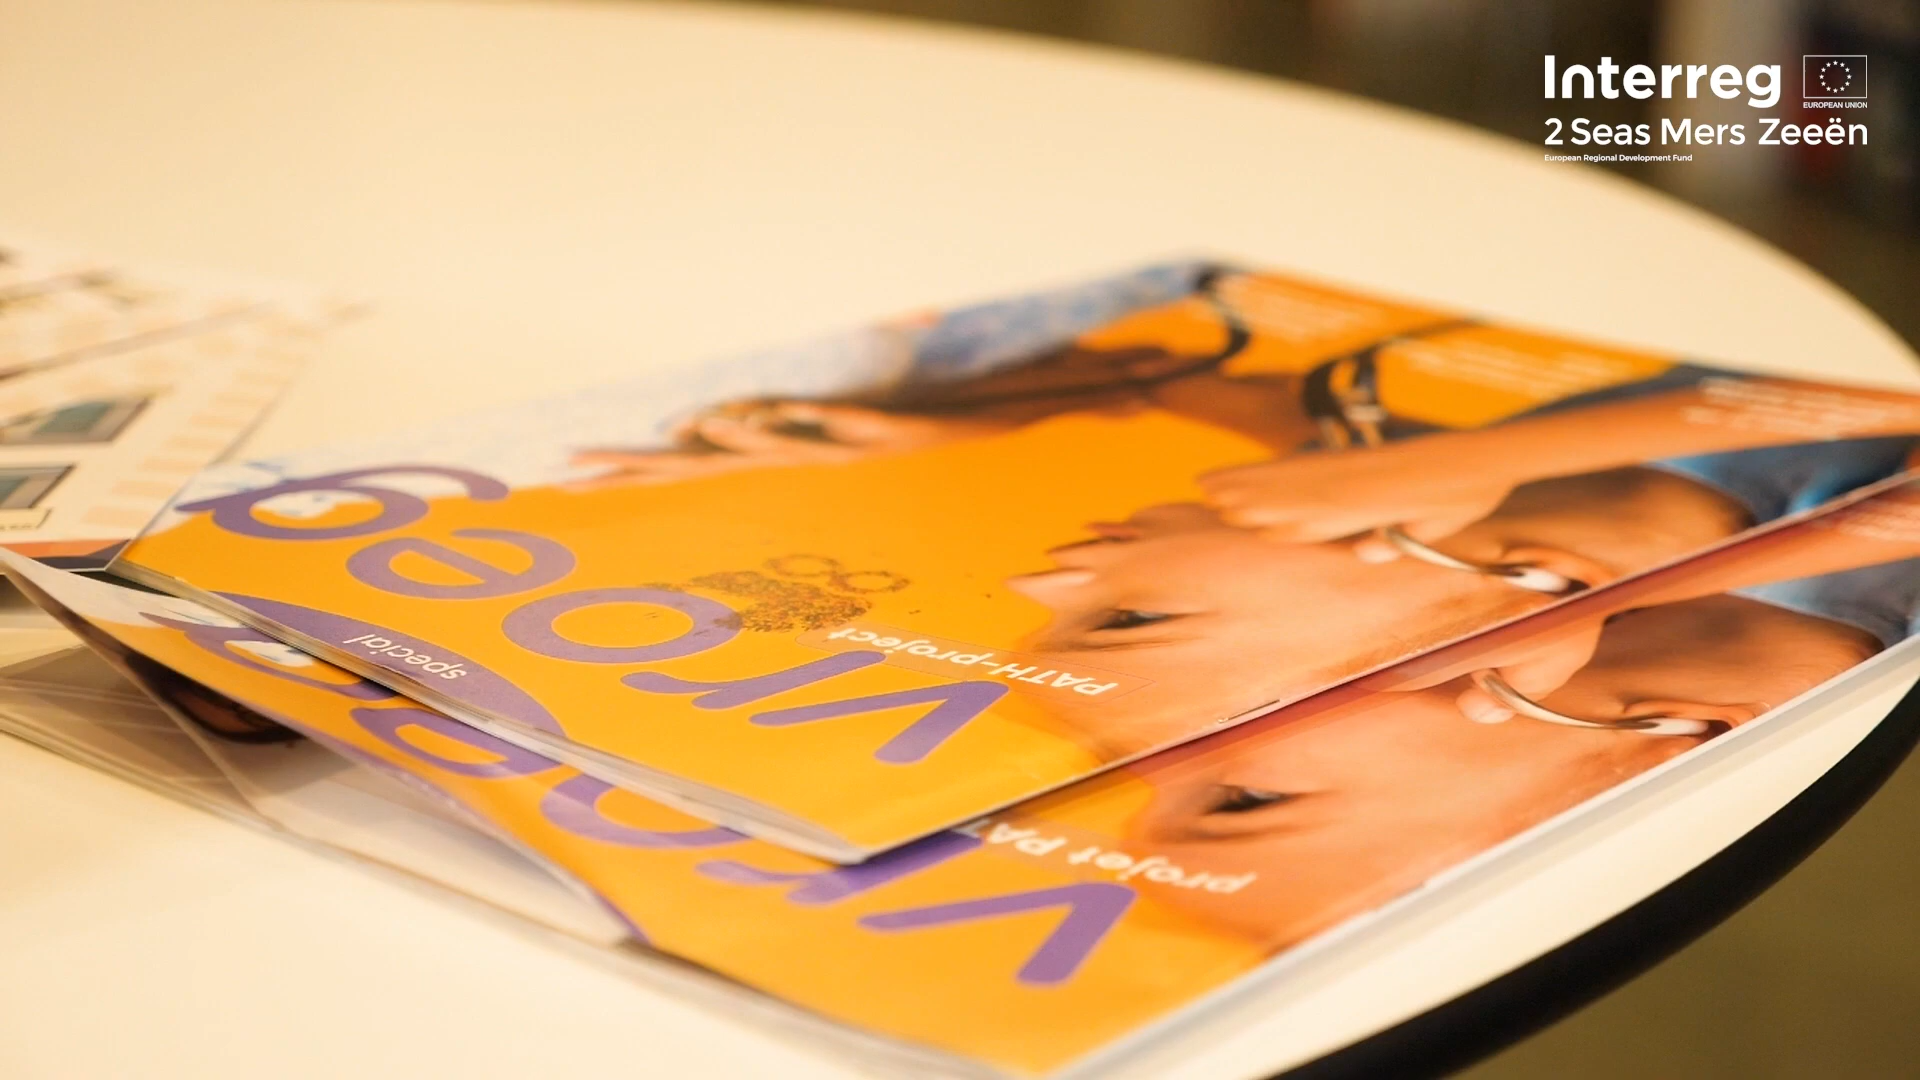 Interreg
EUROPEAN UNION
2 Seas Mers Zeeën
European Regional Development Fund
vroeg
PATH-project
special
vroeg
projet PA